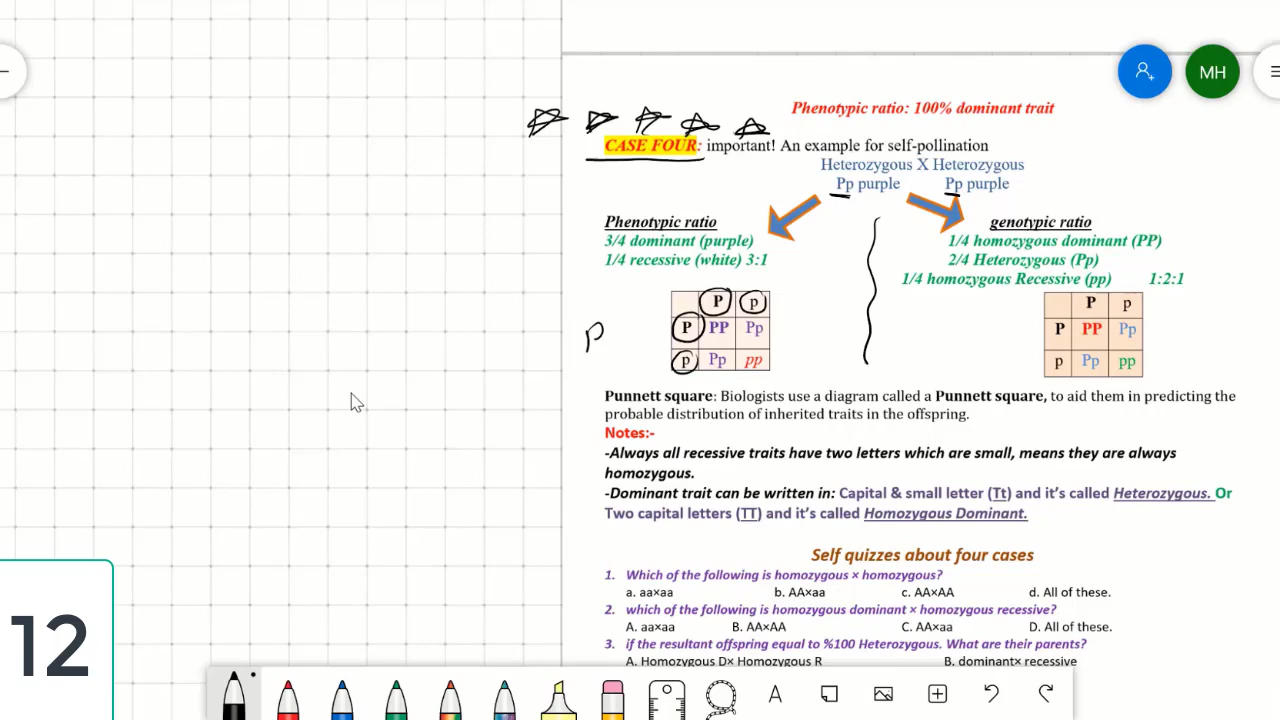 MH
Phenotypic ratio: 100% dominant trait
CASE FOUR: important! An example for self-pollination
Heterozygous X Heterozygous
Pp purple Pp purple
Phenotypic ratio
3/4 dominant (purple)
1/4 recessive (white) 3:1
genotypic ratio
1/4 homozygous dominant (PP)
2/4 Heterozygous (Pp)
1/4 homozygous Recessive (pp) 1:2:1
P p
P PP Pp
p Pp pp
P
P p
P PP Pp
p Pp pp
Punnett square: Biologists use a diagram called a Punnett square, to aid them in predicting the
probable distribution of inherited traits in the offspring.
Notes:-
-Always all recessive traits have two letters which are small, means they are always
homozygous.
-Dominant trait can be written in: Capital & small letter (Tt) and it's called Heterozygous. Or
Two capital letters (TT) and it's called Homozygous Dominant.
Self quizzes about four cases
1. Which of the following is homozygous × homozygous?
a. aa×aa b. AA×aa c. AA×AA d. All of these.
2. which of the following is homozygous dominant × homozygous recessive?
A. aa×aa B. AA×AA C. AA×aa D. All of these.
3. if the resultant offspring equal to %100 Heterozygous. What are their parents?
A. Homozygous D× Homozygous R B. dominant× recessive
12
A